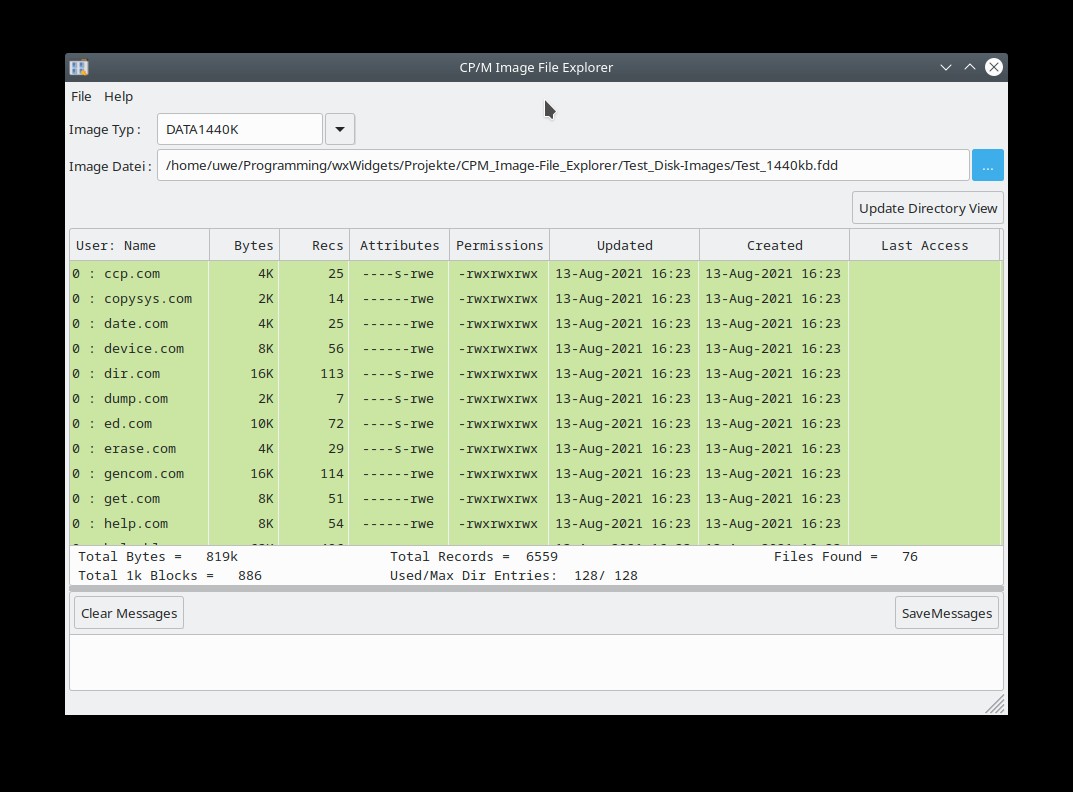 CP/M Image File Explorer
File Help
Image Typ : DATA1440K
Image Datei : /home/uwe/Programming/wxWidgets/Projekte/CPM_Image-File_Explorer/Test_Disk-Images/Test_1440kb.fdd ...
Update Directory View
User: Name Bytes Recs Attributes Permissions Updated Created Last Access
0 : ccp.com 4K 25 ----s-rwe -rwxrwxrwx 13-Aug-2021 16:23 13-Aug-2021 16:23
0 : copysys.com 2K 14 ------rwe -rwxrwxrwx 13-Aug-2021 16:23 13-Aug-2021 16:23
0 : date.com 4K 25 ------rwe -rwxrwxrwx 13-Aug-2021 16:23 13-Aug-2021 16:23
0 : device.com 8K 56 ------rwe -rwxrwxrwx 13-Aug-2021 16:23 13-Aug-2021 16:23
0 : dir.com 16K 113 ----s-rwe -rwxrwxrwx 13-Aug-2021 16:23 13-Aug-2021 16:23
0 : dump.com 2K 7 ----s-rwe -rwxrwxrwx 13-Aug-2021 16:23 13-Aug-2021 16:23
0 : ed.com 10K 72 ----s-rwe -rwxrwxrwx 13-Aug-2021 16:23 13-Aug-2021 16:23
0 : erase.com 4K 29 ----s-rwe -rwxrwxrwx 13-Aug-2021 16:23 13-Aug-2021 16:23
0 : gencom.com 16K 114 ------rwe -rwxrwxrwx 13-Aug-2021 16:23 13-Aug-2021 16:23
0 : get.com 8K 51 ------rwe -rwxrwxrwx 13-Aug-2021 16:23 13-Aug-2021 16:23
0 : help.com 8K 54 ------rwe -rwxrwxrwx 13-Aug-2021 16:23 13-Aug-2021 16:23
Total Bytes = 819k Total Records = 6559 Files Found = 76
Total 1k Blocks = 886 Used/Max Dir Entries: 128/ 128
Clear Messages SaveMessages